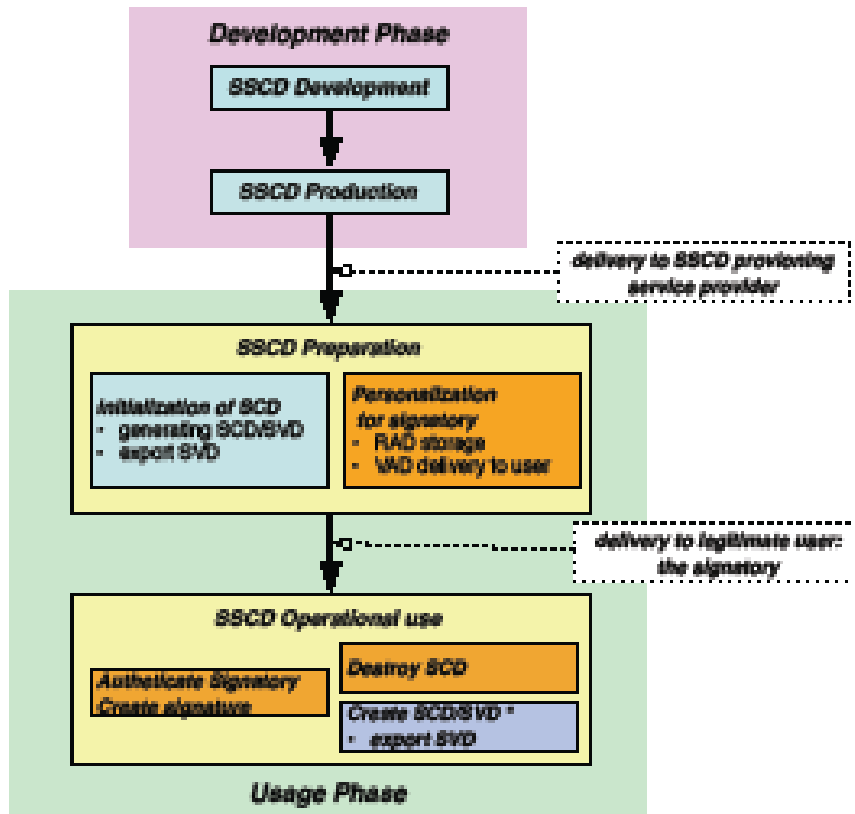 Development Phase
SSCD Development
SSCD Production
delivery to SSCD provioning
service provider
SSCD Preparation
Initialization of SCD
• generating SCD/SVD
• export SVD
Personalization
for signatory
• RAD storage
• VAD delivery to user
delivery to legitimate user:
the signatory
SSCD Operational use
Autheticate Signatory
Create signature
Destroy SCD
Create SCD/SVD *
• export SVD
Usage Phase